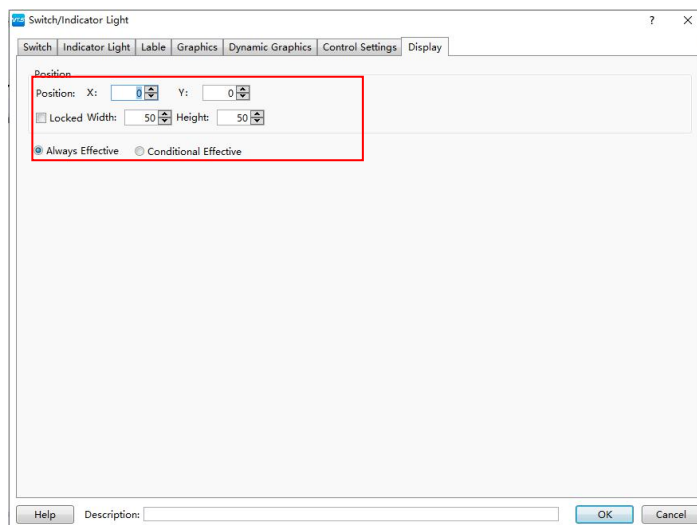 Switch/Indicator Light ? X
Switch Indicator Light Lable Graphics Dynamic Graphics Control Settings Display
Position
Position: X: 0 Y: 0
Locked Width: 50 Height: 50
Always Effective Conditional Effective
Help Description: OK Cancel